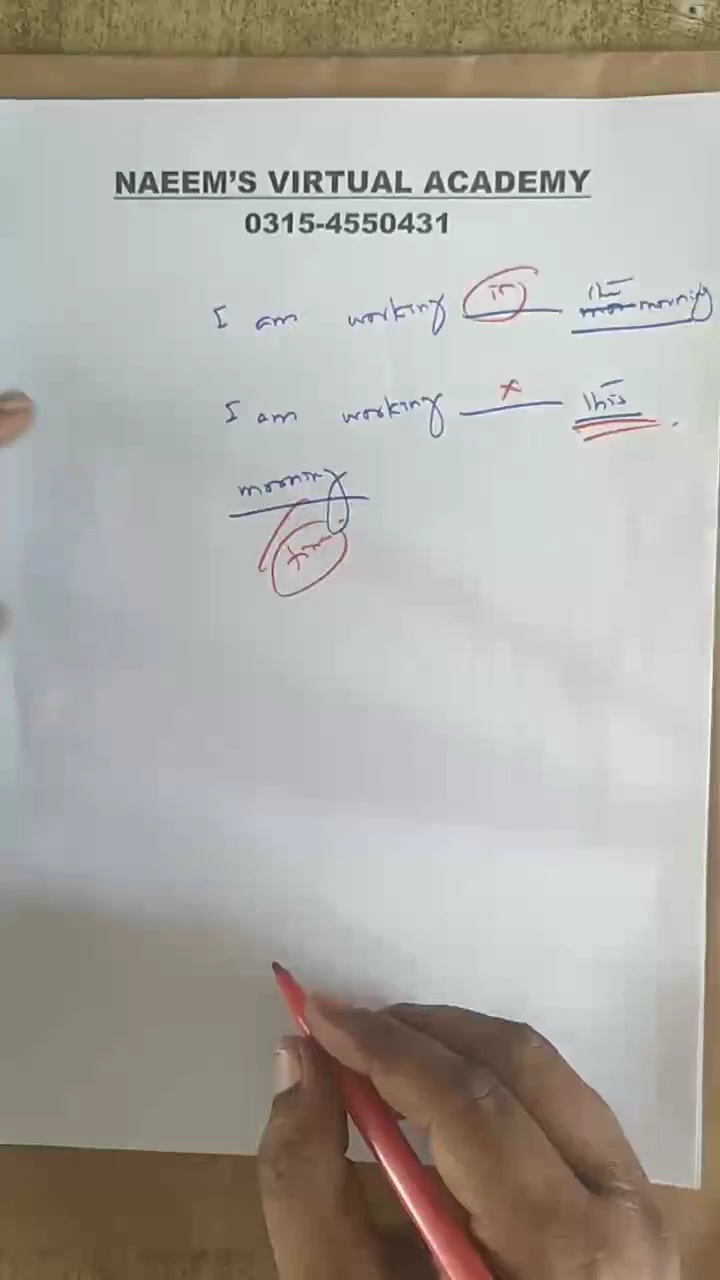 NAEEM'S VIRTUAL ACADEMY
0315-4550431
I am working in the morning
I am working × this.
morning
time